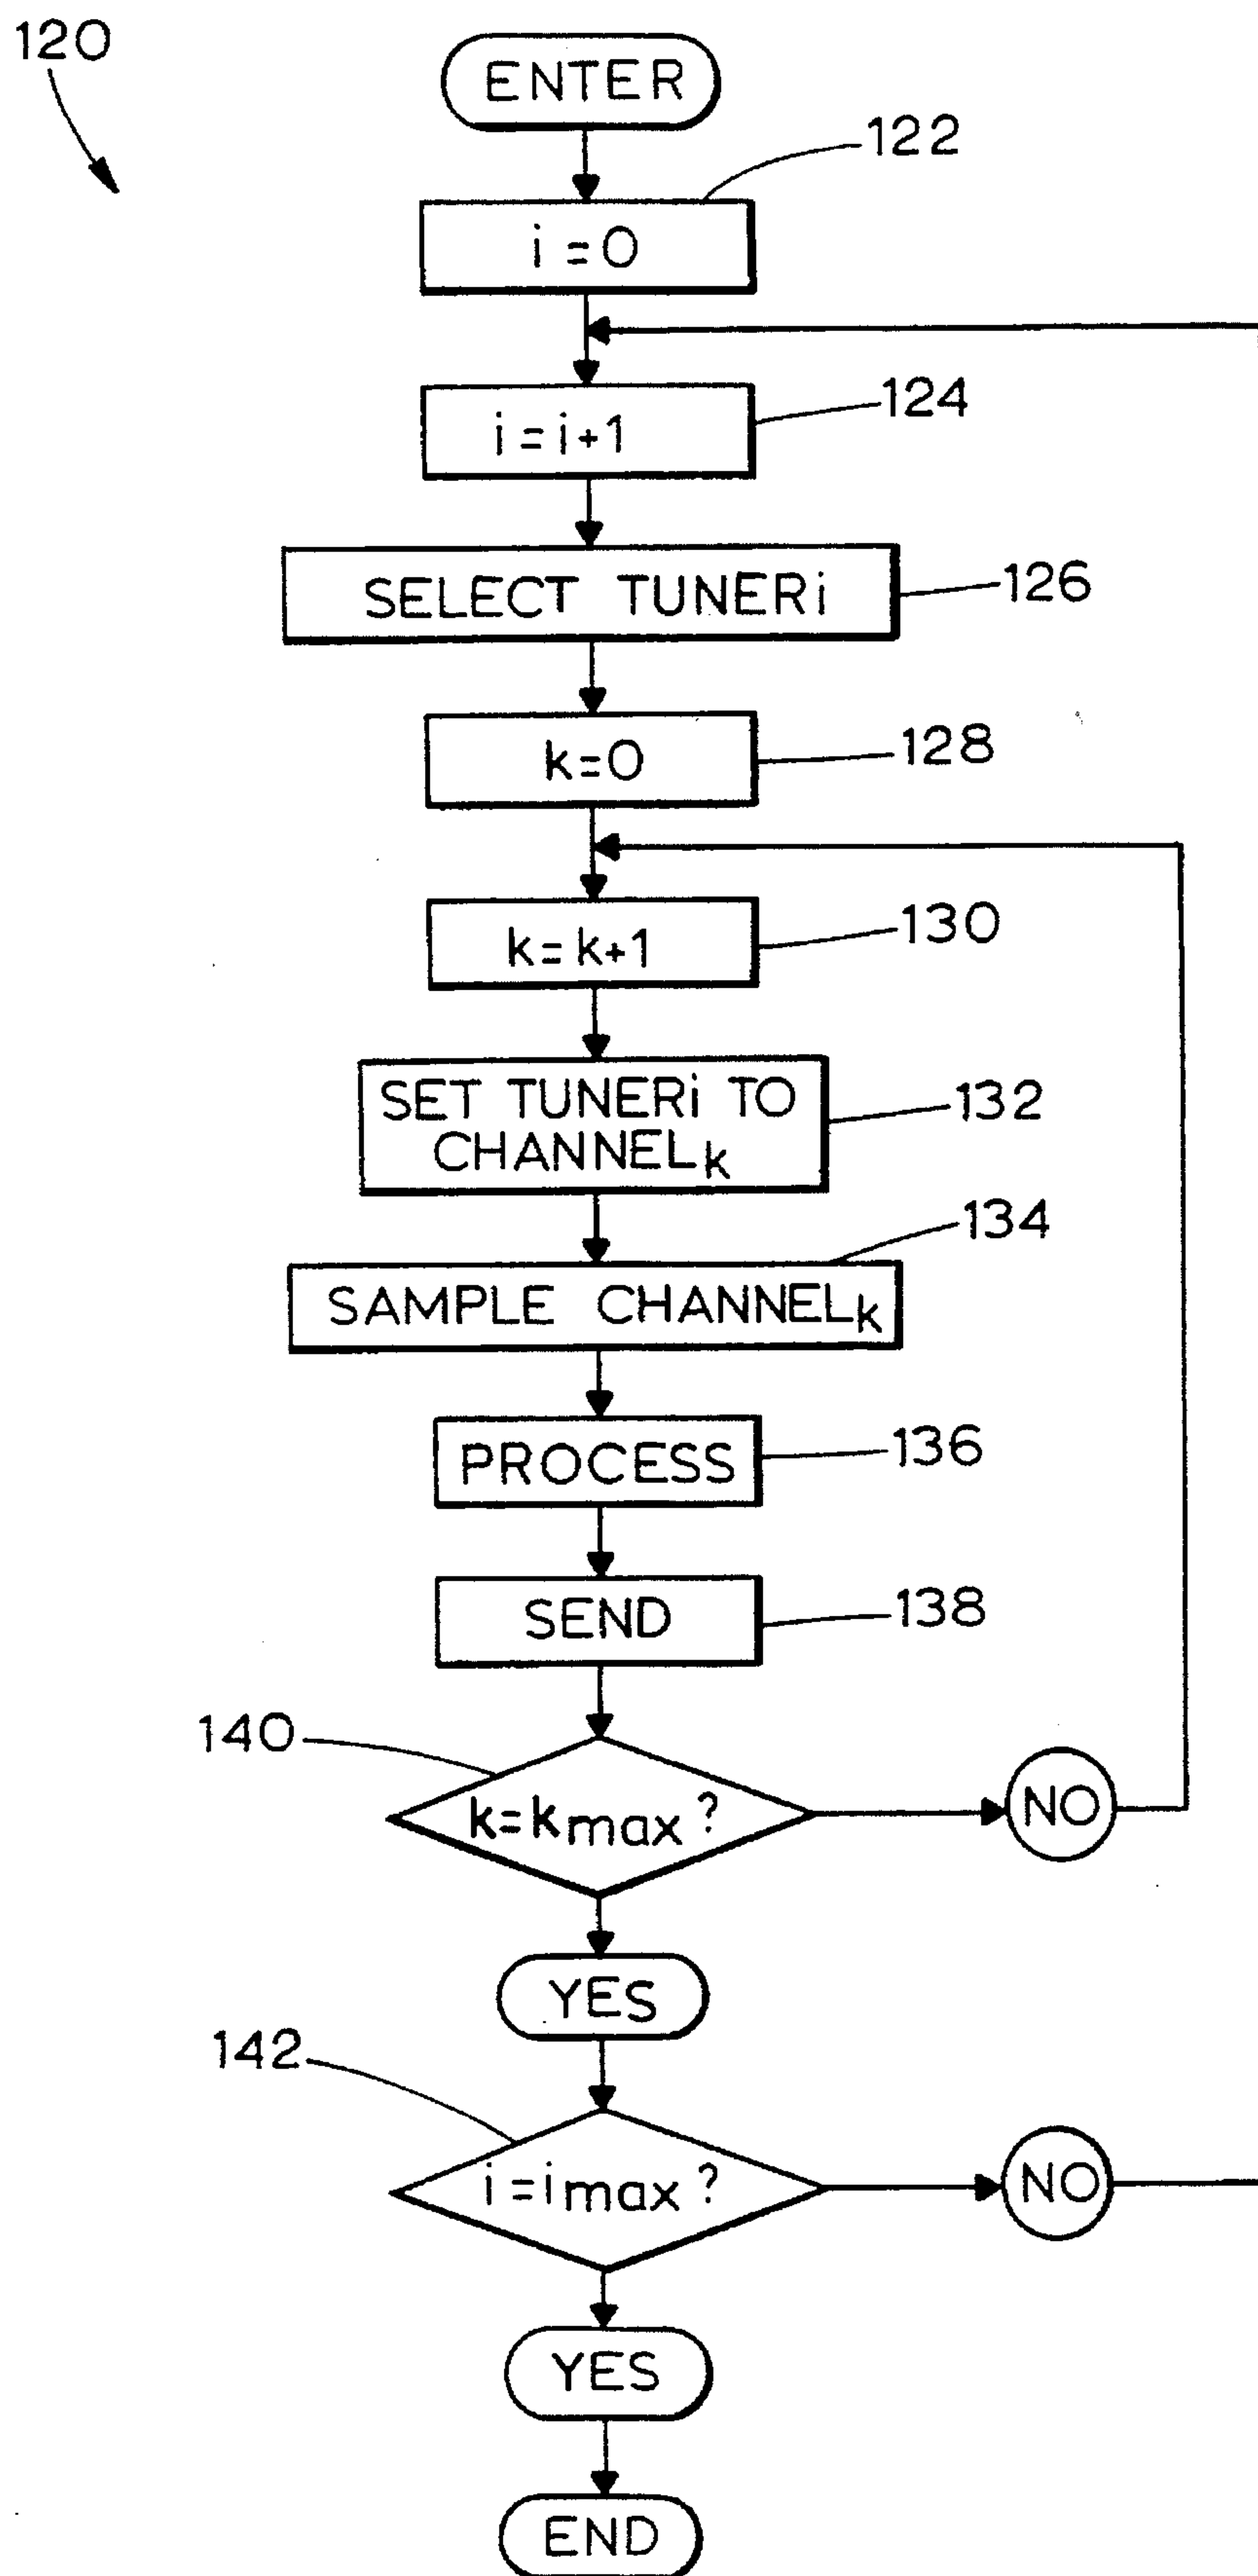 120
ENTER
122
i = 0
124
i = i+1
SELECT TUNERi
126
k=0
128
k=k+1
130
SET TUNERi TO
CHANNELk
132
134
SAMPLE CHANNELk
PROCESS
136
SEND
138
140
k=kmax ?
NO
YES
142
i =imax ?
NO
YES
END